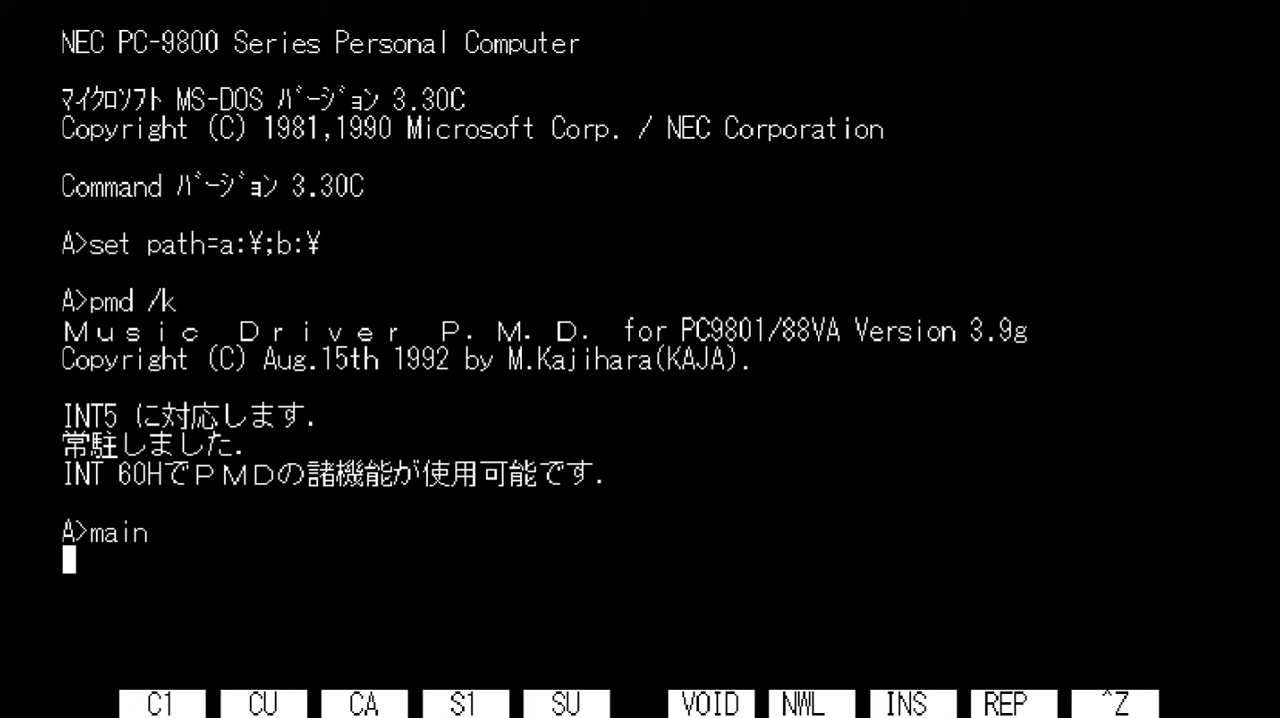 NEC PC-9800 Series Personal Computer
ﾏｲｸﾛｿﾌﾄ MS-DOS ﾊﾞｰｼﾞｮﾝ 3.30C
Copyright (C) 1981,1990 Microsoft Corp. / NEC Corporation
Command ﾊﾞｰｼﾞｮﾝ 3.30C
A>set path=a:¥;b:¥
A>pmd /k
Ｍｕｓｉｃ　Ｄｒｉｖｅｒ　Ｐ．Ｍ．Ｄ．　for PC9801/88VA Version 3.9g
Copyright (C) Aug.15th 1992 by M.Kajihara(KAJA).
INT5 に対応します.
常駐しました.
INT 60HでＰＭＤの諸機能が使用可能です.
A>main
C1 CU CA S1 SU VOID NWL INS REP ^Z